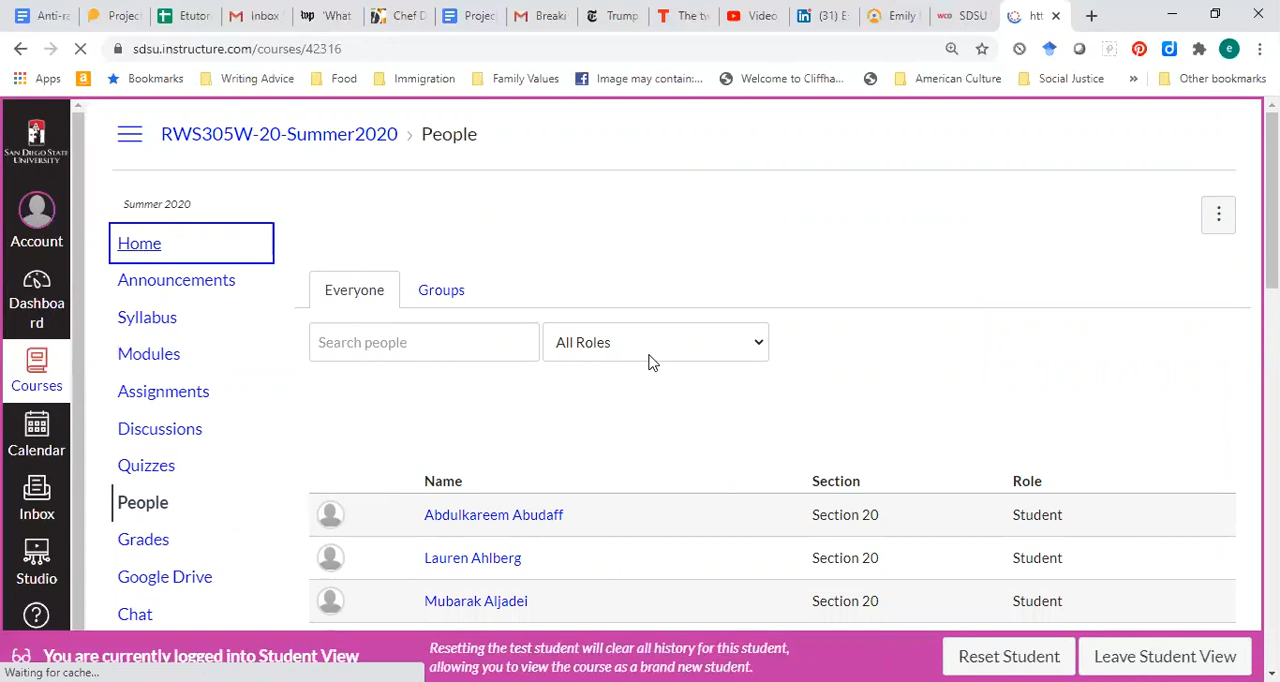 Anti-ra Project Etutor Inbox 'What Chef D Project Breaki Trump The tw Video (31) E: Emily SDSU htt
sdsu.instructure.com/courses/42316
Apps Bookmarks Writing Advice Food Immigration Family Values Image may contain:... Welcome to Cliffha... American Culture Social Justice » Other bookmarks
SAN DIEGO STATE UNIVERSITY
RWS305W-20-Summer2020 › People
Summer 2020
Account
Home
Announcements
Dashboa
rd
Everyone Groups
Syllabus
Search people All Roles
Modules
Courses
Assignments
Calendar
Discussions
Quizzes
Name Section Role
Inbox
People
Abdulkareem Abudaff Section 20 Student
Grades
Lauren Ahlberg Section 20 Student
Studio
Google Drive
Mubarak Aljadei Section 20 Student
Chat
You are currently logged into Student View
Resetting the test student will clear all history for this student,
allowing you to view the course as a brand new student.
Reset Student Leave Student View
Waiting for cache...